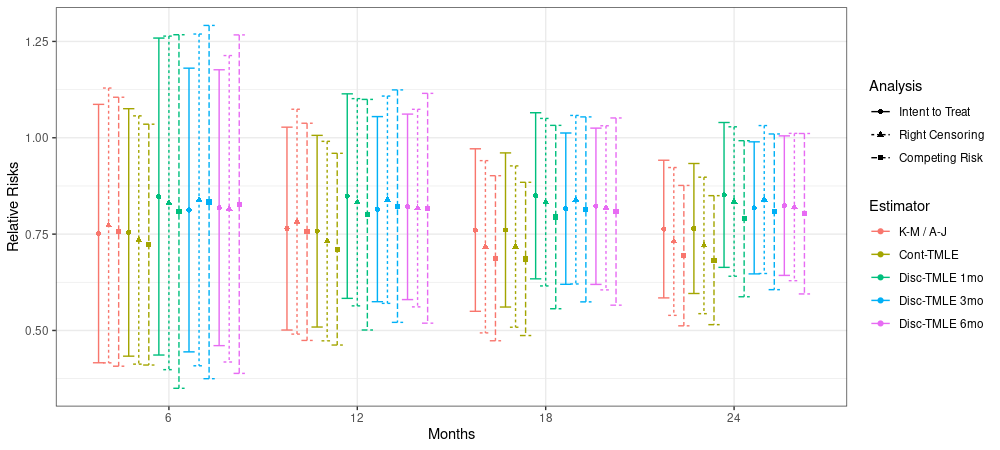 1.25
1.00
0.75
0.50
Relative Risks
6
12
18
24
Months
Analysis
Intent to Treat
Right Censoring
Competing Risk
Estimator
K-M / A-J
Cont-TMLE
Disc-TMLE 1mo
Disc-TMLE 3mo
Disc-TMLE 6mo